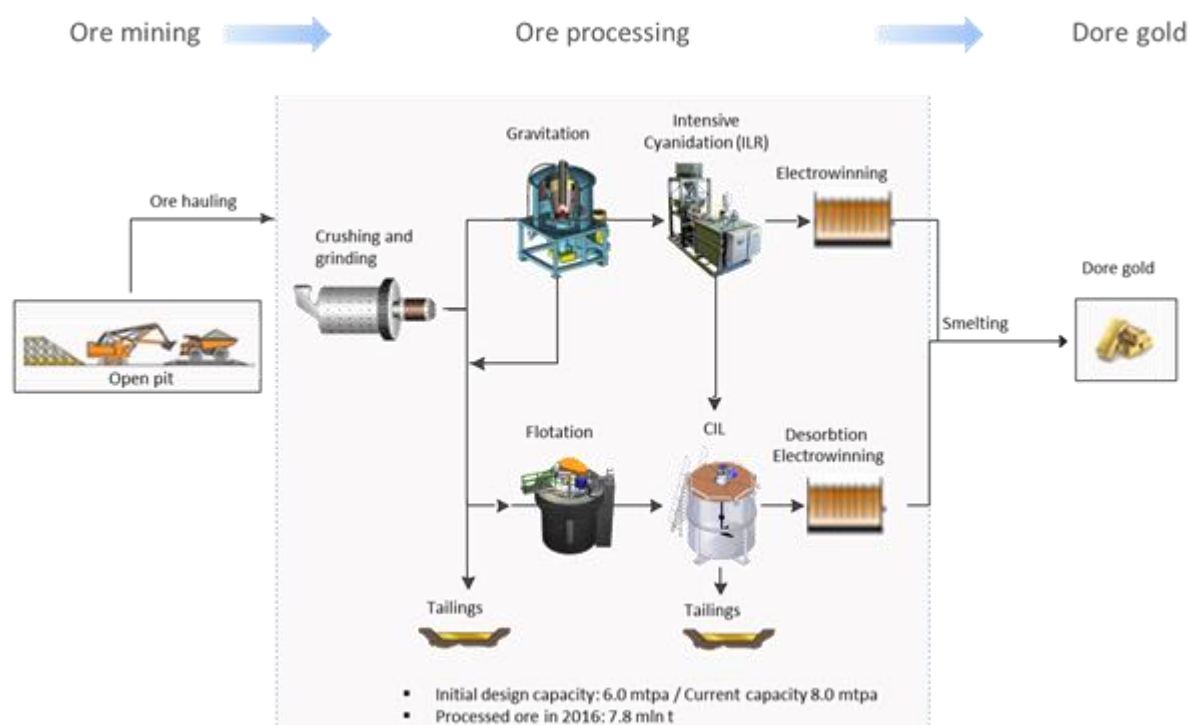 Ore mining
Ore processing
Dore gold
Gravitation
Intensive
Cyanidation (ILR)
Electrowinning
Ore hauling
Crushing and
grinding
Dore gold
Smelting
Open pit
Flotation
CIL
Desorbtion
Electrowinning
Tailings
Tailings
▪ Initial design capacity: 6.0 mtpa / Current capacity 8.0 mtpa
▪ Processed ore in 2016: 7.8 mln t